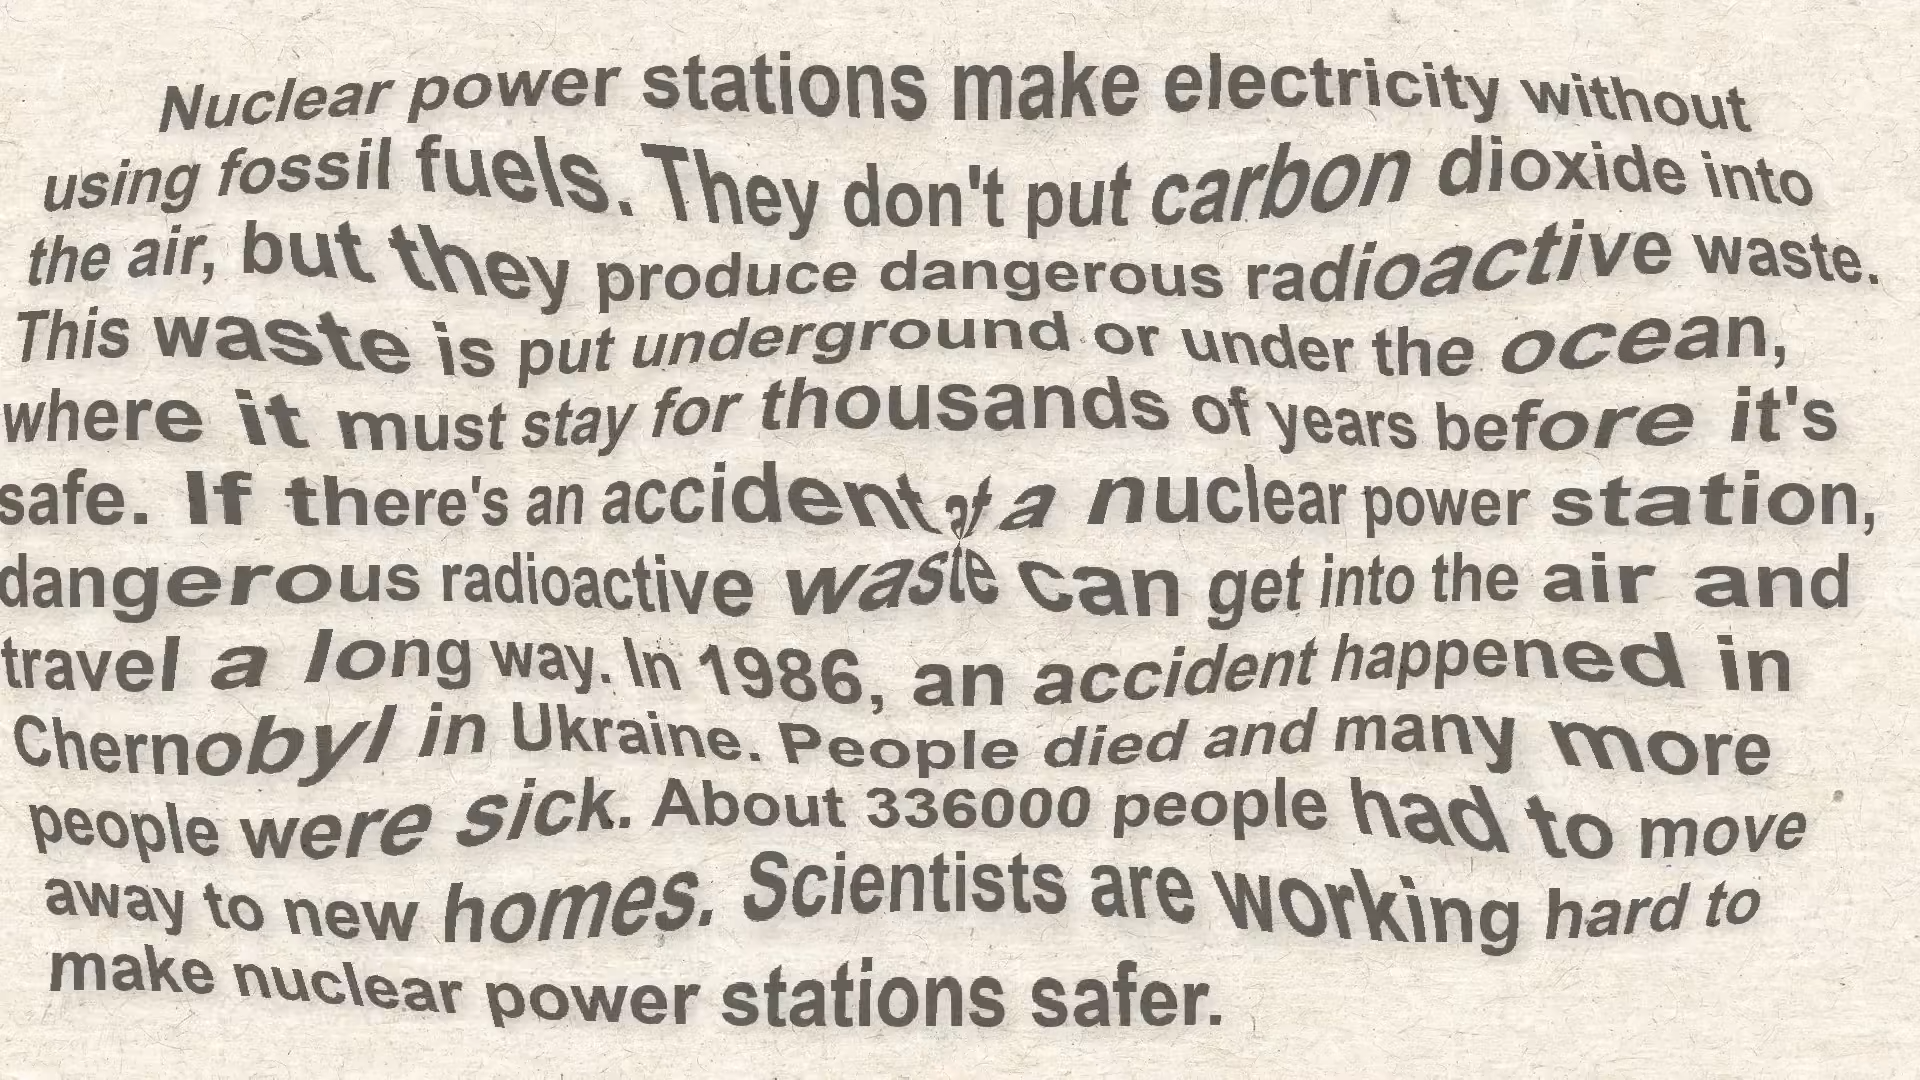 Nuclear power stations make electricity without
using fossil fuels. They don't put carbon dioxide into
the air, but they produce dangerous radioactive waste.
This waste is put underground or under the ocean,
where it must stay for thousands of years before it's
safe. If there's an accident at a nuclear power station,
dangerous radioactive waste can get into the air and
travel a long way. In 1986, an accident happened in
Chernobyl in Ukraine. People died and many more
people were sick. About 336000 people had to move
away to new homes. Scientists are working hard to
make nuclear power stations safer.